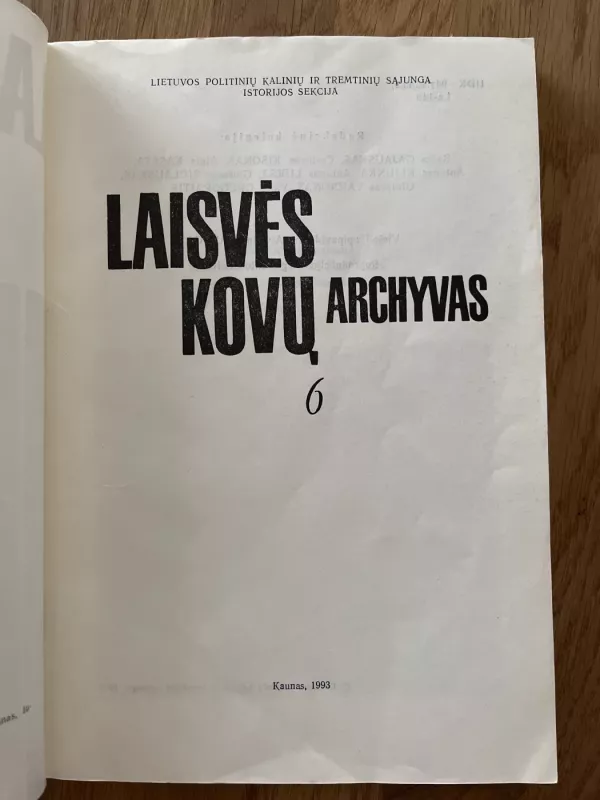 LIETUVOS POLITINIŲ KALINIŲ IR TREMTINIŲ SĄJUNGA
ISTORIJOS SEKCIJA
LAISVĖS
KOVŲ ARCHYVAS
6
Kaunas, 1993